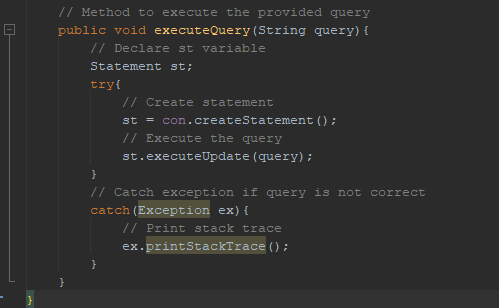 // Method to execute the provided query
public void executeQuery(String query){
// Declare st variable
Statement st;
try{
// Create statement
st = con.createStatement();
// Execute the query
st.executeUpdate(query);
}
// Catch exception if query is not correct
catch(Exception ex){
// Print stack trace
ex.printStackTrace();
}
}
}